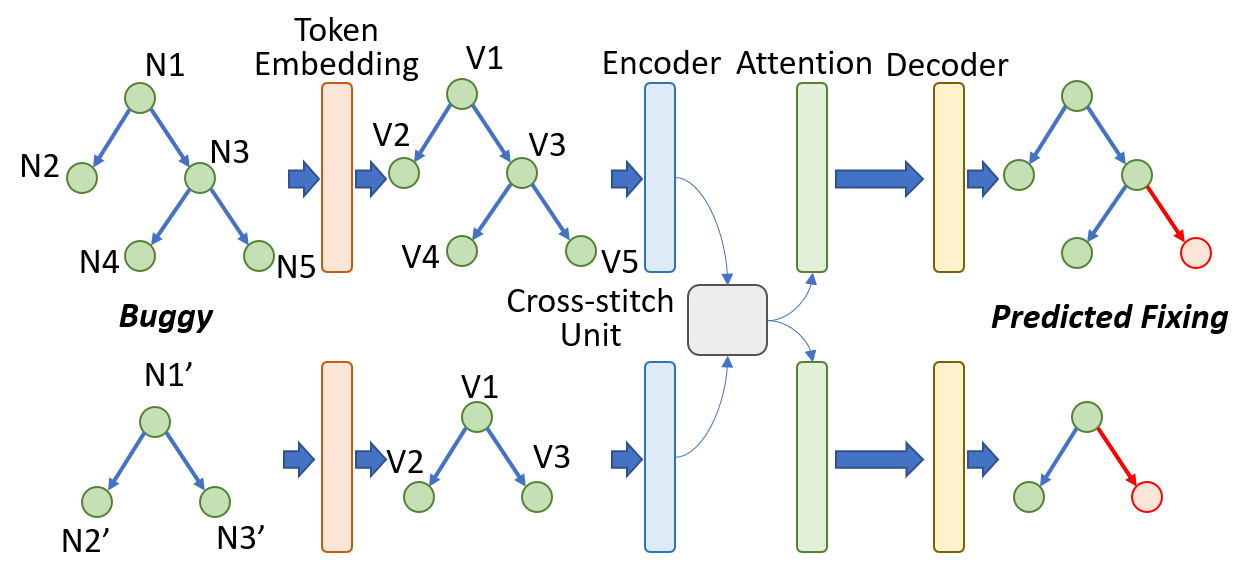 Token
Embedding
Encoder
Attention
Decoder
N1
N2
N3
N4
N5
V1
V2
V3
V4
V5
Cross-stitch
Unit
Buggy
Predicted Fixing
N1’
N2’
N3’
V1
V2
V3